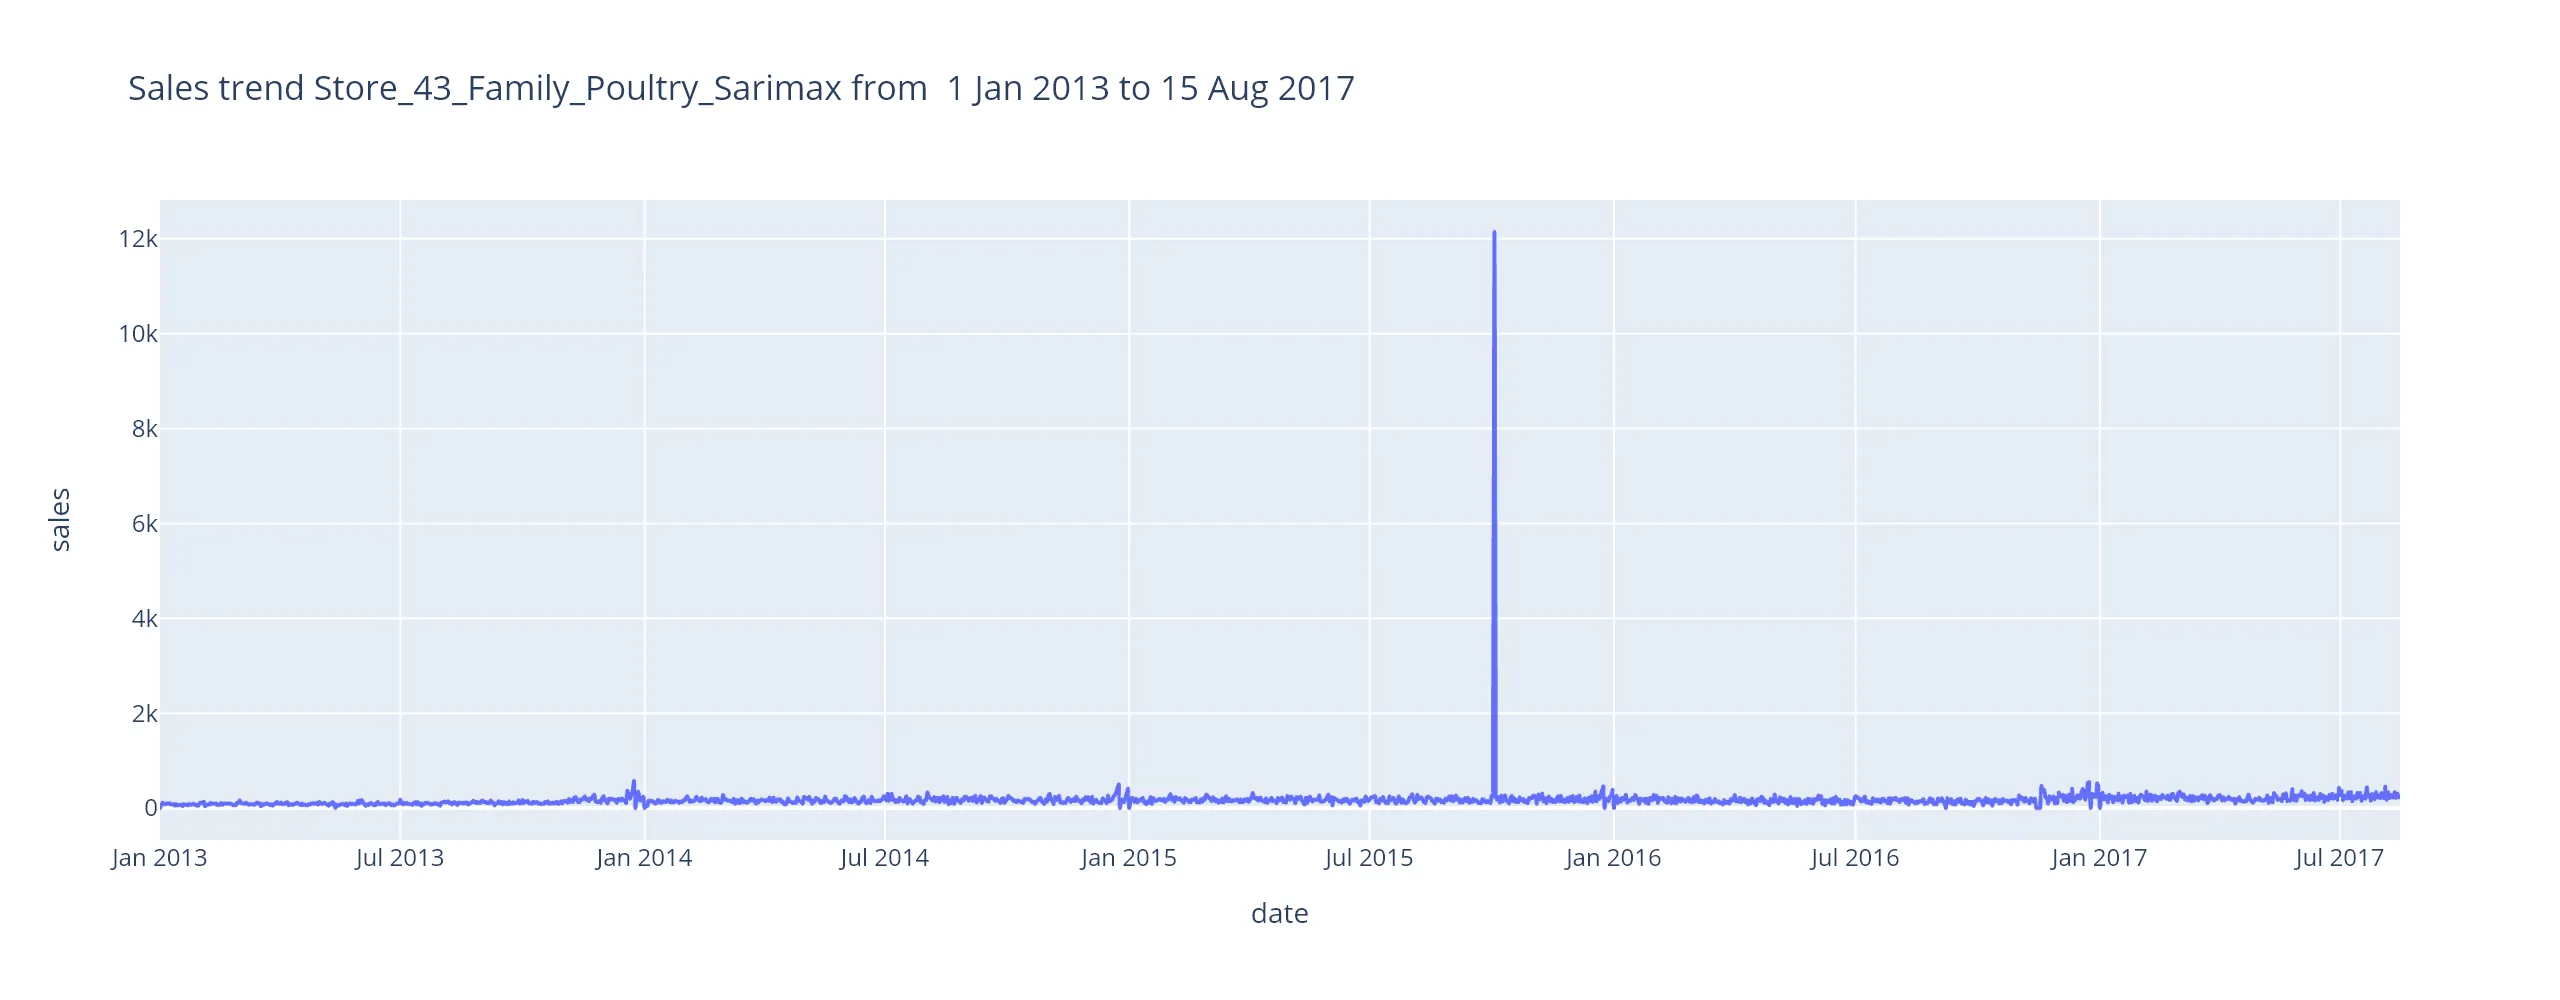 Sales trend Store_43_Family_Poultry_Sarimax from  1 Jan 2013 to 15 Aug 2017
12k
10k
8k
6k
4k
2k
0
sales
Jan 2013 Jul 2013 Jan 2014 Jul 2014 Jan 2015 Jul 2015 Jan 2016 Jul 2016 Jan 2017 Jul 2017
date